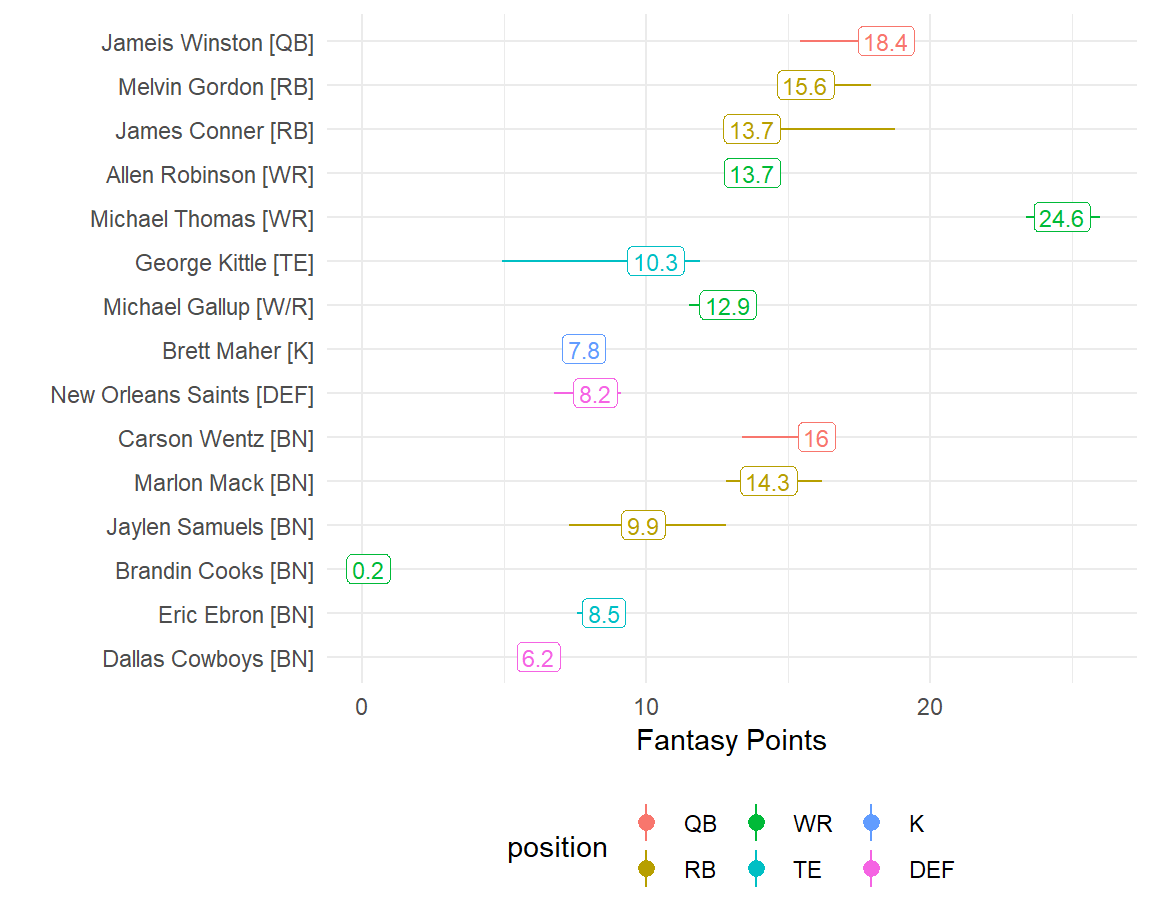 Jameis Winston [QB] 18.4
Melvin Gordon [RB] 15.6
James Conner [RB] 13.7
Allen Robinson [WR] 13.7
Michael Thomas [WR] 24.6
George Kittle [TE] 10.3
Michael Gallup [W/R] 12.9
Brett Maher [K] 7.8
New Orleans Saints [DEF] 8.2
Carson Wentz [BN] 16
Marlon Mack [BN] 14.3
Jaylen Samuels [BN] 9.9
Brandin Cooks [BN] 0.2
Eric Ebron [BN] 8.5
Dallas Cowboys [BN] 6.2
0 10 20
Fantasy Points
position
QB WR K
RB TE DEF